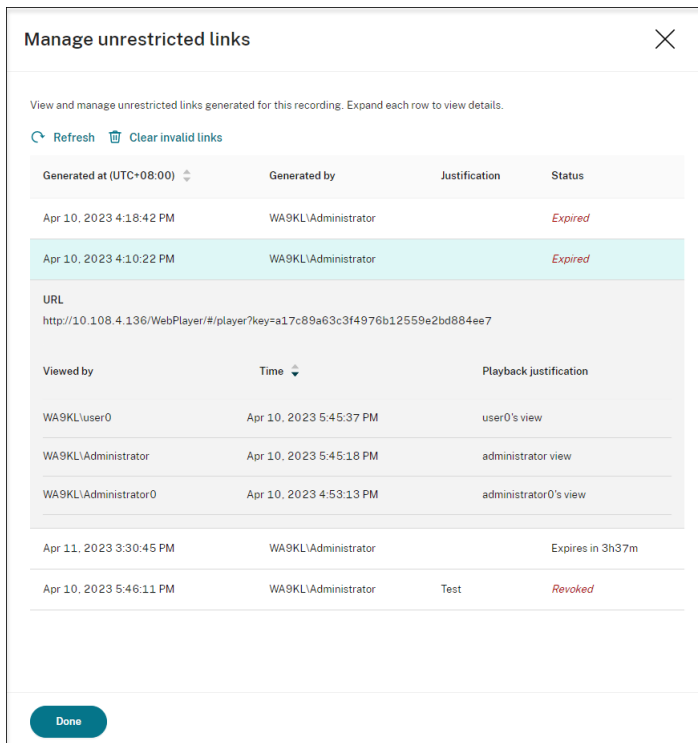 Manage unrestricted links
View and manage unrestricted links generated for this recording. Expand each row to view details.
Refresh Clear invalid links
Generated at (UTC+08:00) Generated by Justification Status
Apr 10, 2023 4:18:42 PM WA9KL\Administrator Expired
Apr 10, 2023 4:10:22 PM WA9KL\Administrator Expired
URL
http://10.108.4.136/WebPlayer/#/player?key=a17c89a63c3f4976b12559e2bd884ee7
Viewed by Time Playback justification
WA9KL\user0 Apr 10, 2023 5:45:37 PM user0's view
WA9KL\Administrator Apr 10, 2023 5:45:18 PM administrator view
WA9KL\Administrator0 Apr 10, 2023 4:53:13 PM administrator0's view
Apr 11, 2023 3:30:45 PM WA9KL\Administrator Expires in 3h37m
Apr 10, 2023 5:46:11 PM WA9KL\Administrator Test Revoked
Done